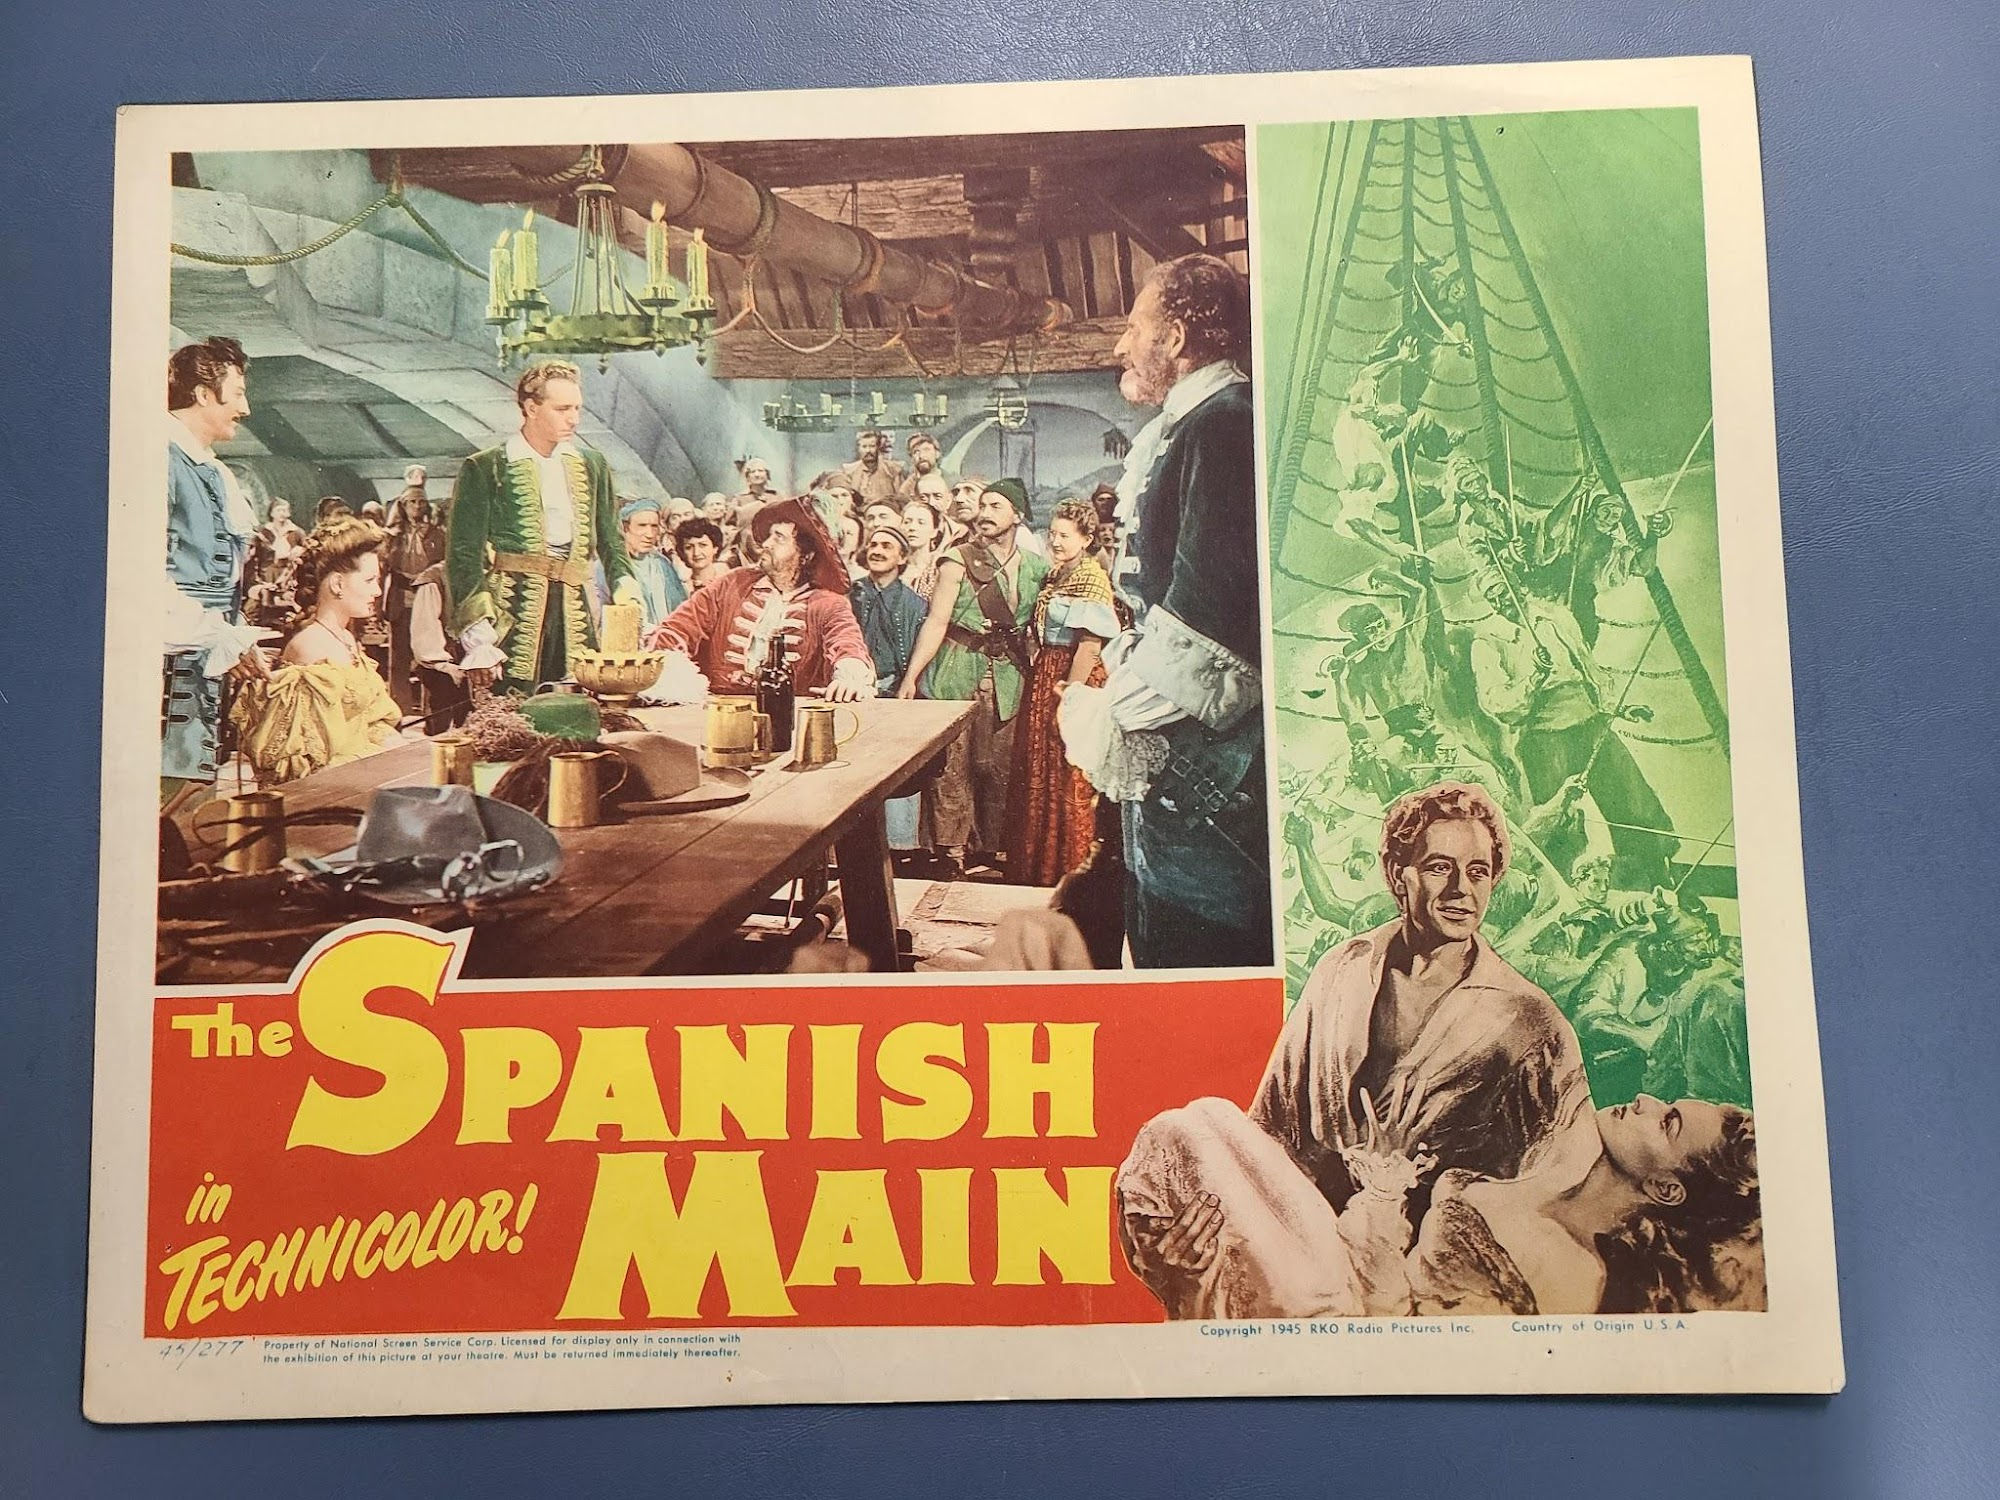 The SPANISH
in TECHNICOLOR! MAIN
45/277
Property of National Screen Service Corp. Licensed for display only in connection with
the exhibition of this picture at your theatre. Must be returned immediately thereafter.
Copyright 1945 RKO Radio Pictures Inc. Country of Origin U.S.A.